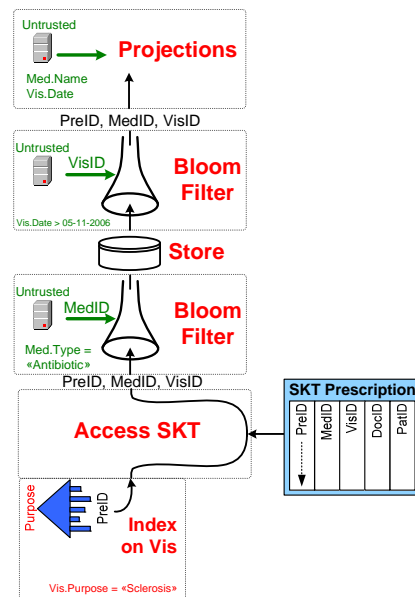 Untrusted
Projections
Med.Name
Vis.Date
PreID, MedID, VisID
Untrusted
VisID
Bloom
Filter
Vis.Date > 05-11-2006
Store
Untrusted
MedID
Bloom
Filter
Med.Type =
«Antibiotic»
PreID, MedID, VisID
Access SKT
SKT Prescription
PreID
MedID
VisID
DocID
PatID
Purpose
PreID
Index
on Vis
Vis.Purpose = «Sclerosis»